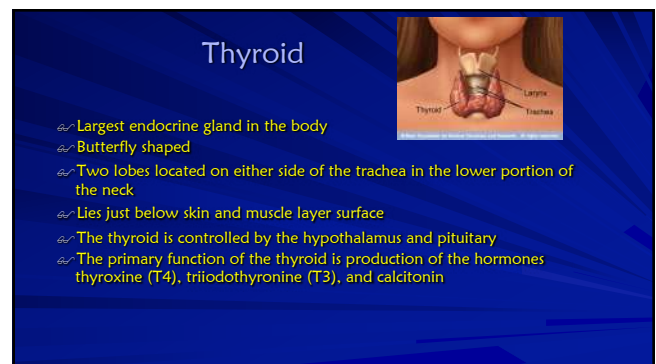 Thyroid
Larynx
Thyroid
Trachea
Largest endocrine gland in the body
Butterfly shaped
Two lobes located on either side of the trachea in the lower portion of
the neck
Lies just below skin and muscle layer surface
The thyroid is controlled by the hypothalamus and pituitary
The primary function of the thyroid is production of the hormones
thyroxine (T4), triiodothyronine (T3), and calcitonin